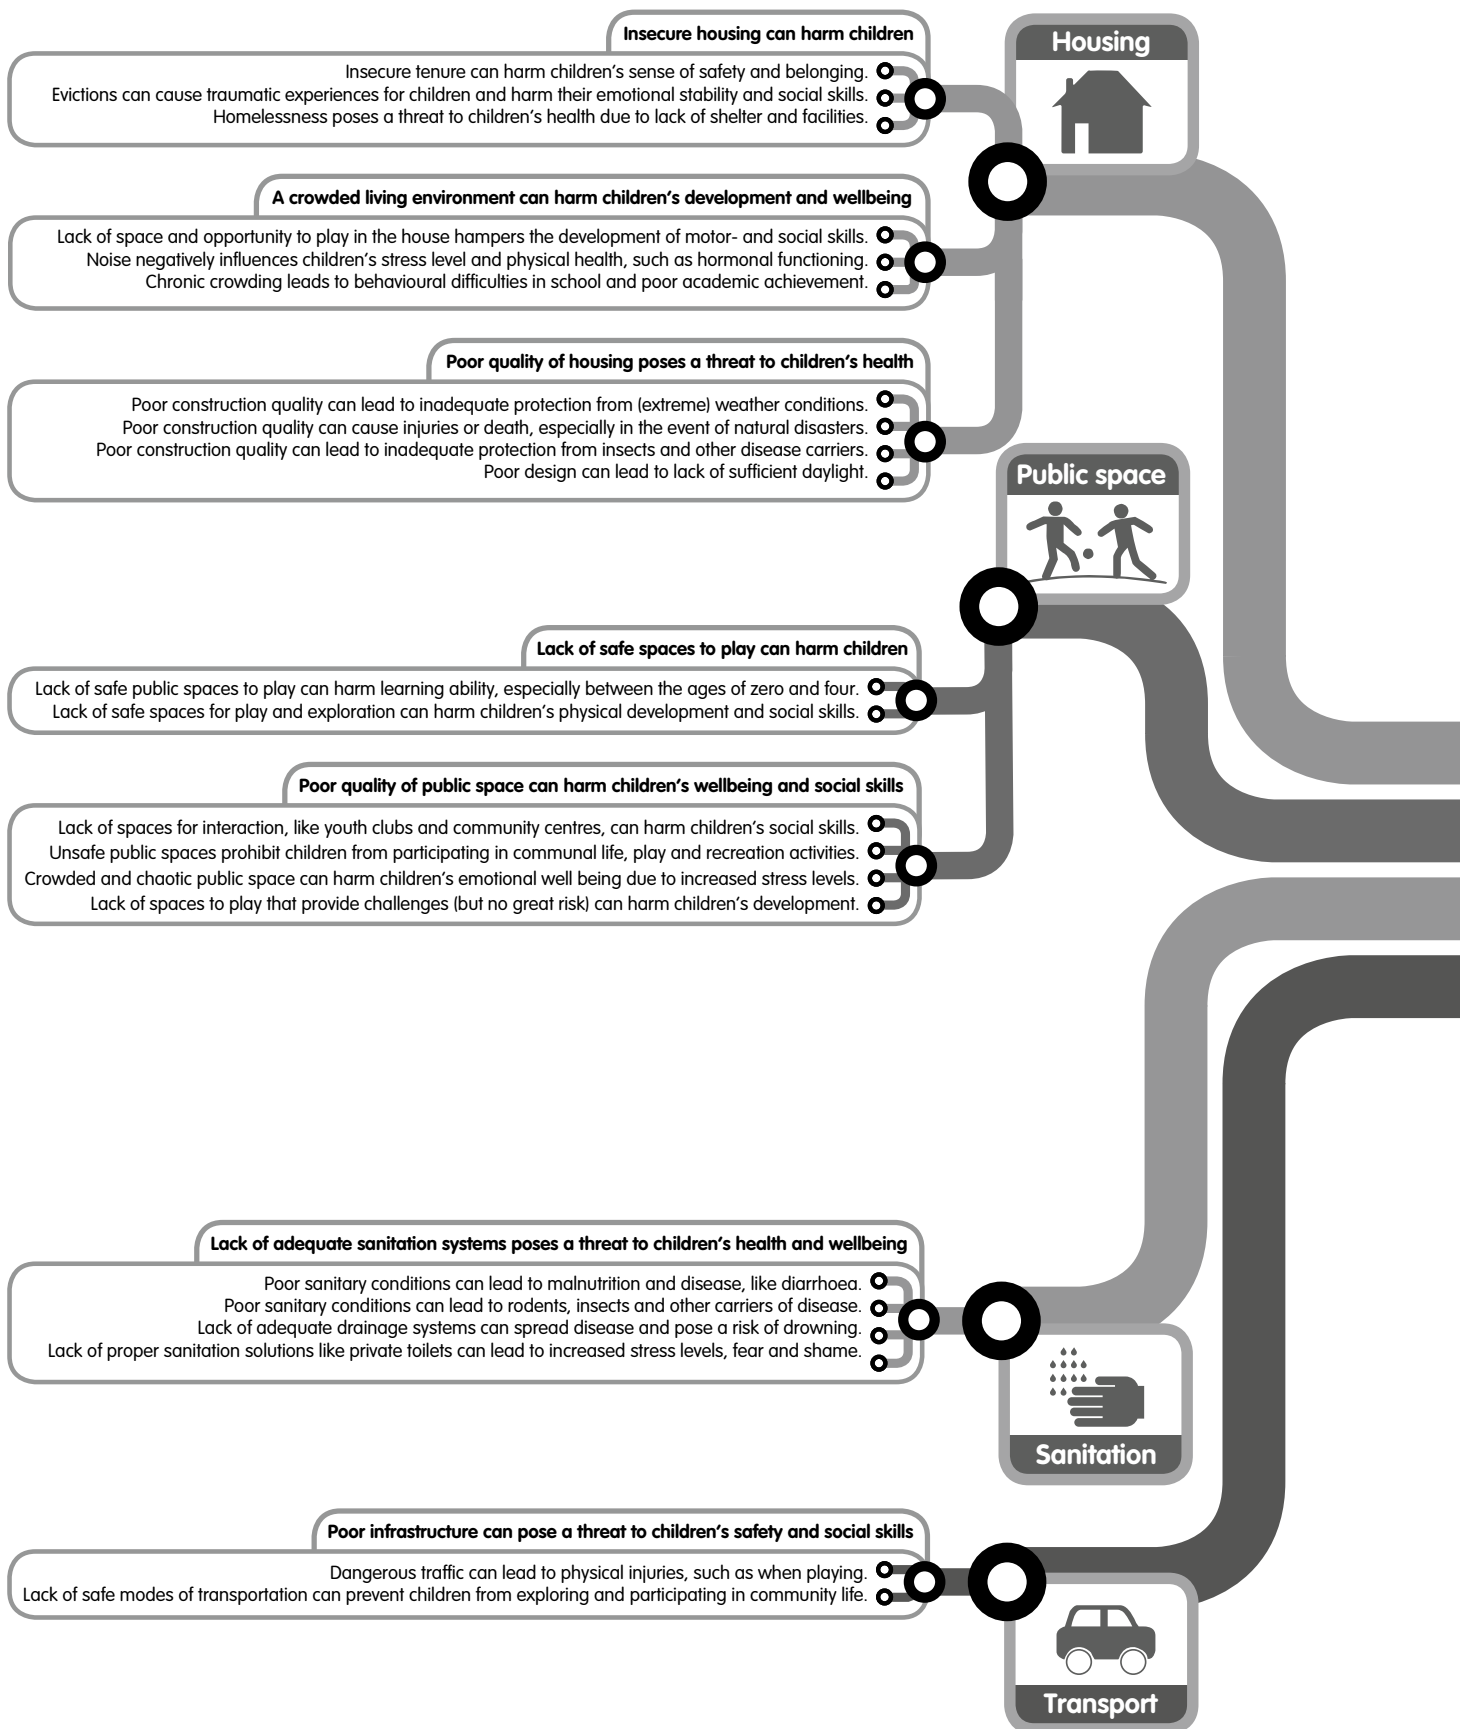 Housing
Insecure housing can harm children
Insecure tenure can harm children’s sense of safety and belonging.
Evictions can cause traumatic experiences for children and harm their emotional stability and social skills.
Homelessness poses a threat to children’s health due to lack of shelter and facilities.
A crowded living environment can harm children’s development and wellbeing
Lack of space and opportunity to play in the house hampers the development of motor- and social skills.
Noise negatively influences children’s stress level and physical health, such as hormonal functioning.
Chronic crowding leads to behavioural difficulties in school and poor academic achievement.
Poor quality of housing poses a threat to children’s health
Poor construction quality can lead to inadequate protection from (extreme) weather conditions.
Poor construction quality can cause injuries or death, especially in the event of natural disasters.
Poor construction quality can lead to inadequate protection from insects and other disease carriers.
Poor design can lead to lack of sufficient daylight.
Public space
Lack of safe spaces to play can harm children
Lack of safe public spaces to play can harm learning ability, especially between the ages of zero and four.
Lack of safe spaces for play and exploration can harm children’s physical development and social skills.
Poor quality of public space can harm children’s wellbeing and social skills
Lack of spaces for interaction, like youth clubs and community centres, can harm children’s social skills.
Unsafe public spaces prohibit children from participating in communal life, play and recreation activities.
Crowded and chaotic public space can harm children’s emotional well being due to increased stress levels.
Lack of spaces to play that provide challenges (but no great risk) can harm children’s development.
Lack of adequate sanitation systems poses a threat to children’s health and wellbeing
Poor sanitary conditions can lead to malnutrition and disease, like diarrhoea.
Poor sanitary conditions can lead to rodents, insects and other carriers of disease.
Lack of adequate drainage systems can spread disease and pose a risk of drowning.
Lack of proper sanitation solutions like private toilets can lead to increased stress levels, fear and shame.
Sanitation
Poor infrastructure can pose a threat to children’s safety and social skills
Dangerous traffic can lead to physical injuries, such as when playing.
Lack of safe modes of transportation can prevent children from exploring and participating in community life.
Transport